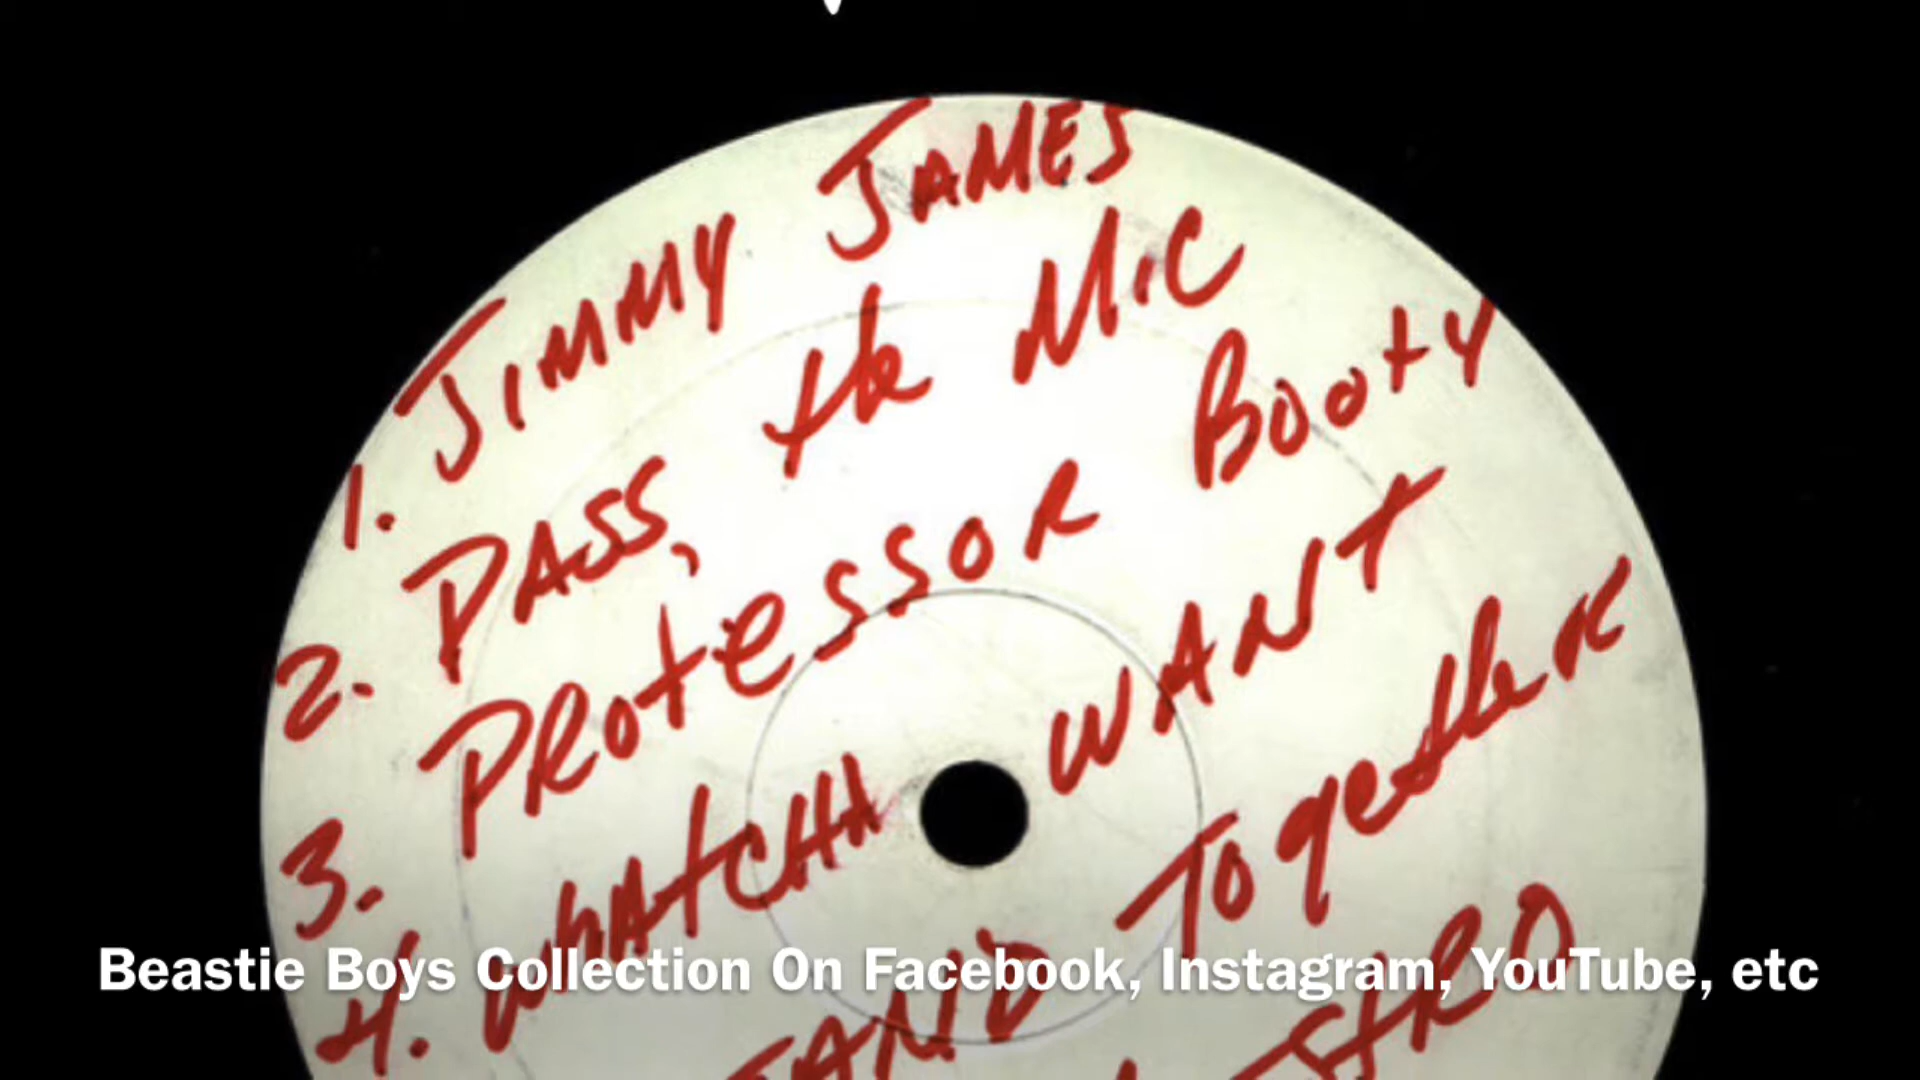 1. JIMMY JAMES
2. PASS, the Mic
3. PROfessor Booty
4. WHATCHA WANT
STAND Together
Beastie Boys Collection On Facebook, Instagram, YouTube, etc